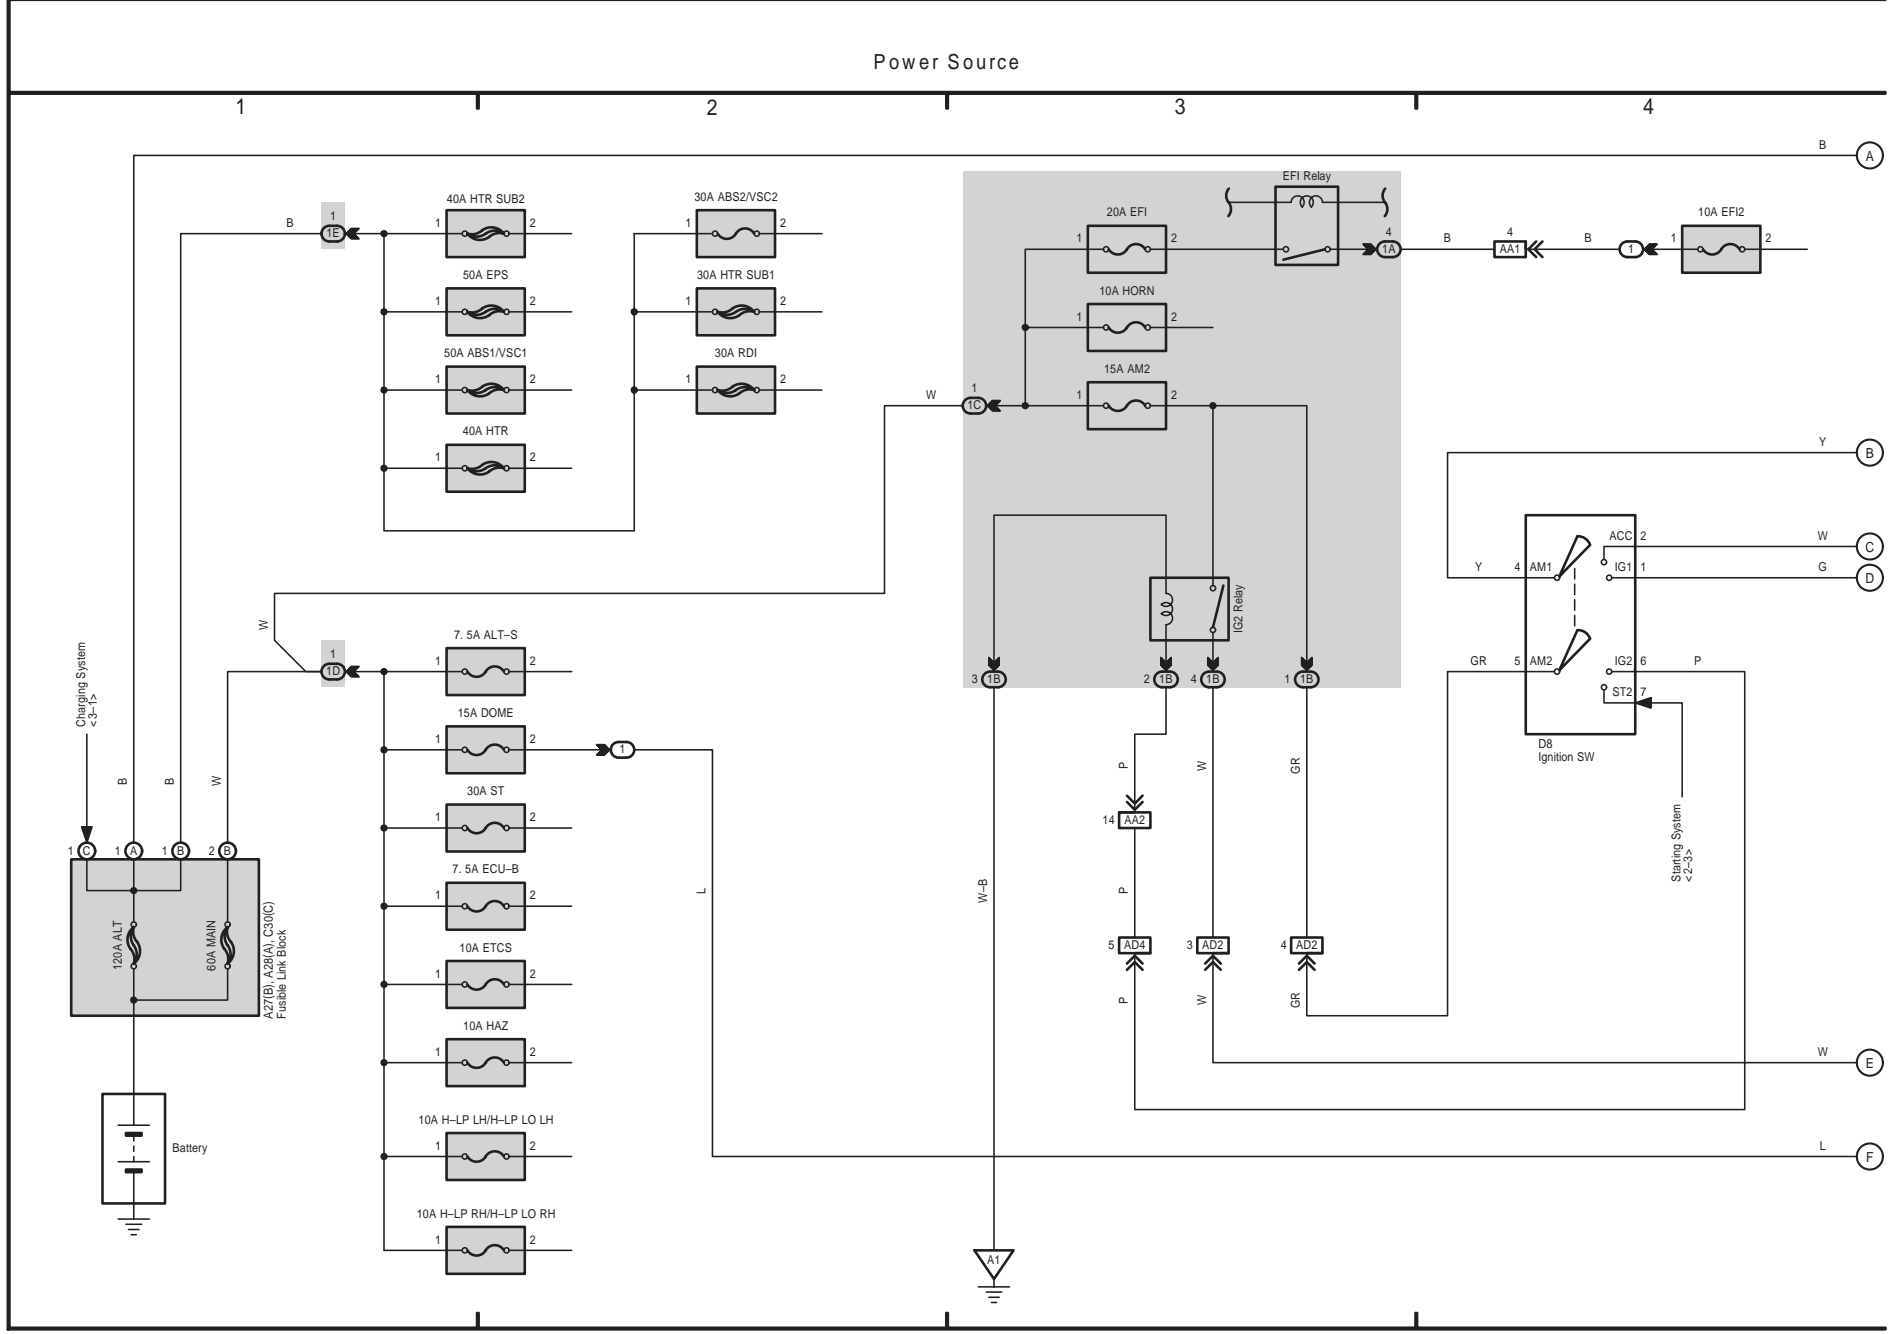 Power Source
1 2 3 4
B
A
B
1
1E
40A HTR SUB2
1 2
50A EPS
1 2
50A ABS1/VSC1
1 2
40A HTR
1 2
30A ABS2/VSC2
1 2
30A HTR SUB1
1 2
30A RDI
1 2
EFI Relay
20A EFI
1 2
10A HORN
1 2
15A AM2
1 2
4
1A
B
4
AA1
B
1
10A EFI2
1 2
W
1
1C
Y
B
W
1
1D
7. 5A ALT–S
1 2
15A DOME
1 2
1
30A ST
1 2
7. 5A ECU–B
1 2
10A ETCS
1 2
10A HAZ
1 2
10A H–LP LH/H–LP LO LH
1 2
10A H–LP RH/H–LP LO RH
1 2
L
IG2 Relay
3 1B
2 1B
4 1B
1 1B
P
W
GR
14 AA2
P
W–B
5 AD4
3 AD2
4 AD2
P
W
GR
A1
ACC 2
W
C
Y
4 AM1
IG1 1
G
D
GR
5 AM2
IG2 6
P
ST2 7
D8
Ignition SW
Starting System
<2–3>
W
E
L
F
Charging System
<3–1>
B
B
W
1 C
1 A
1 B
2 B
120A ALT
60A MAIN
A27(B), A28(A), C30(C)
Fusible Link Block
Battery